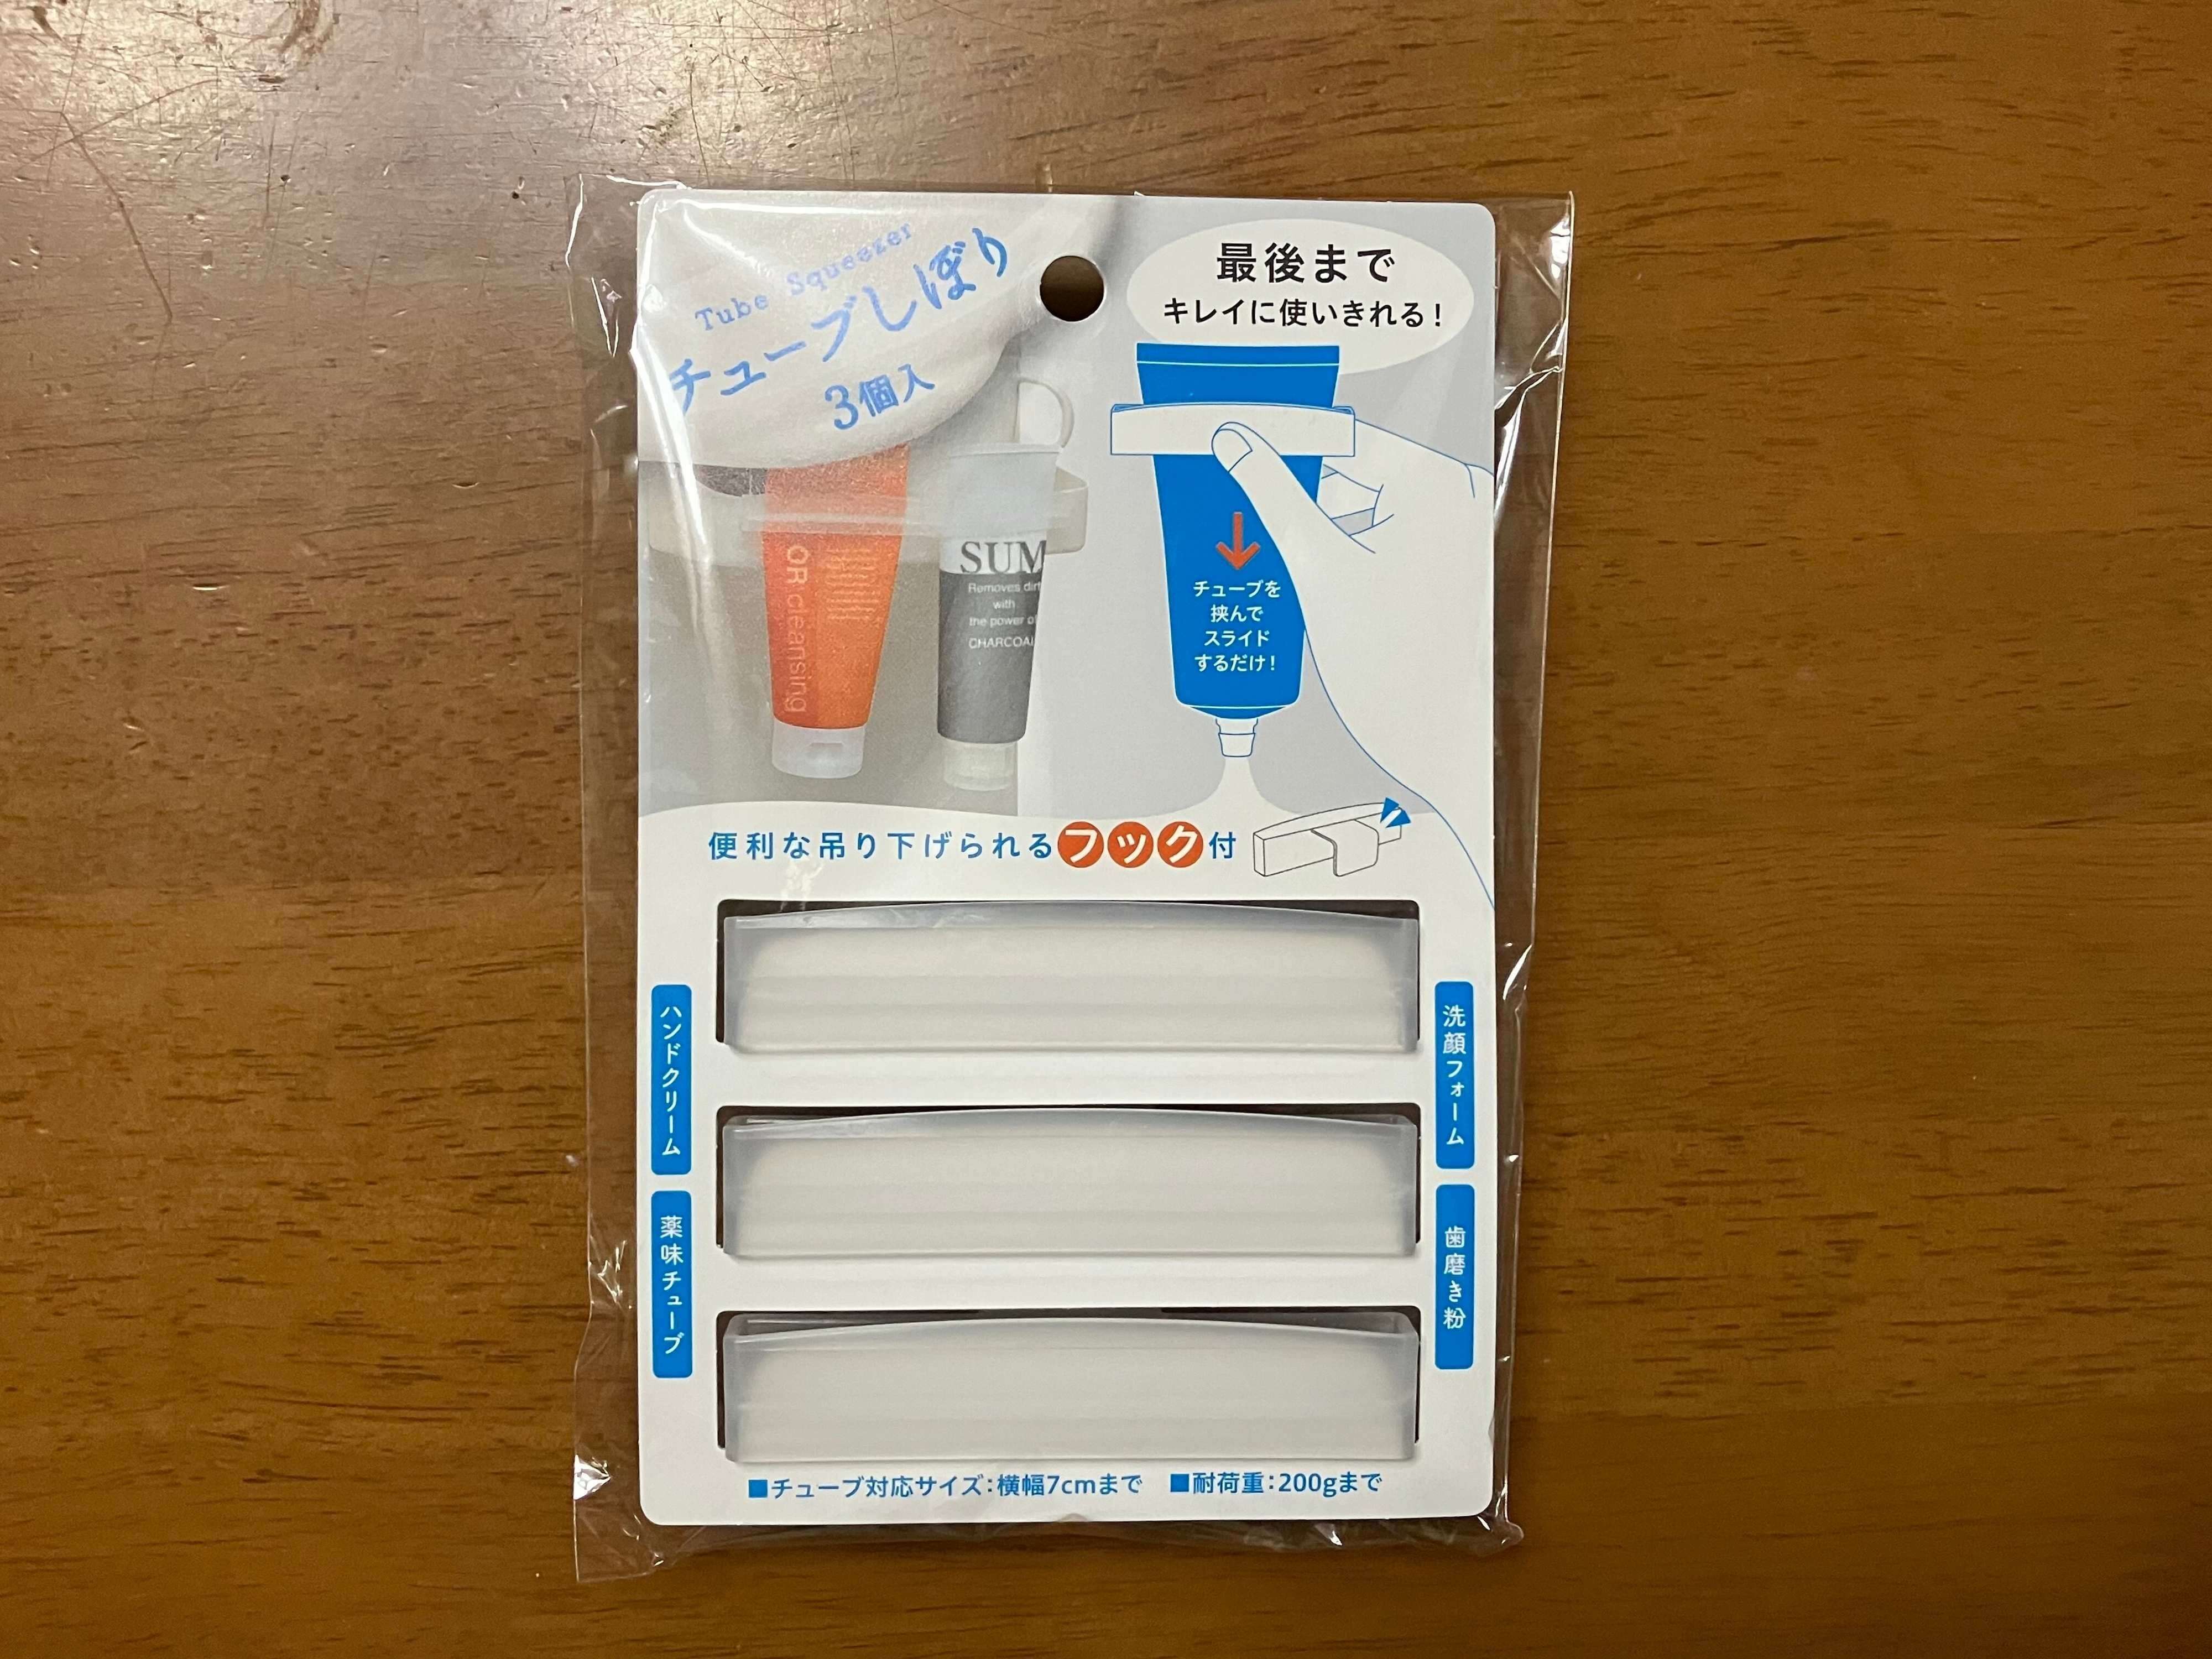 Tube Squeezer
チューブしぼり
3個入
最後まで
キレイに使いきれる!
OR cleansing
SUM
Removes dirt
with
the power of
CHARCOAL
チューブを
挟んで
スライド
するだけ!
便利な吊り下げられるフック付
ハンドクリーム
薬味チューブ
洗顔フォーム
歯磨き粉
■チューブ対応サイズ:横幅7cmまで ■耐荷重:200gまで